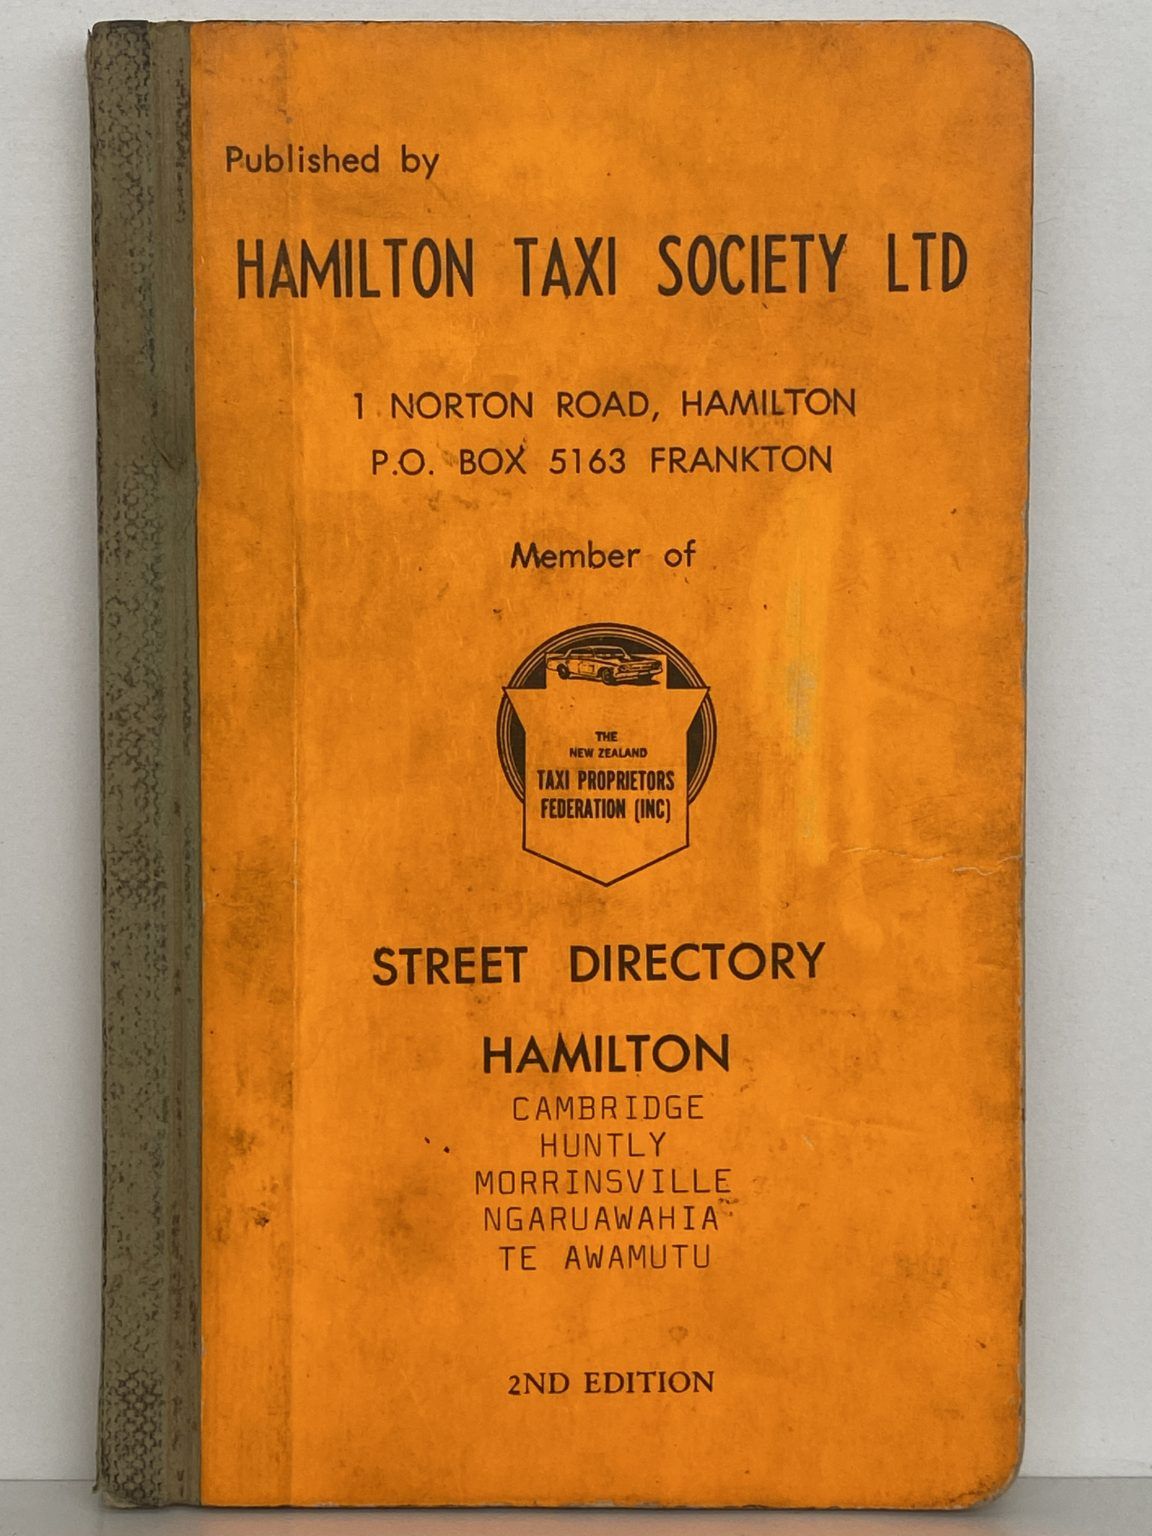 Published by
HAMILTON TAXI SOCIETY LTD
1 NORTON ROAD, HAMILTON
P.O. BOX 5163 FRANKTON
Member of
THE
NEW ZEALAND
TAXI PROPRIETORS
FEDERATION (INC)
STREET DIRECTORY
HAMILTON
CAMBRIDGE
HUNTLY
MORRINSVILLE
NGARUAWAHIA
TE AWAMUTU
2ND EDITION